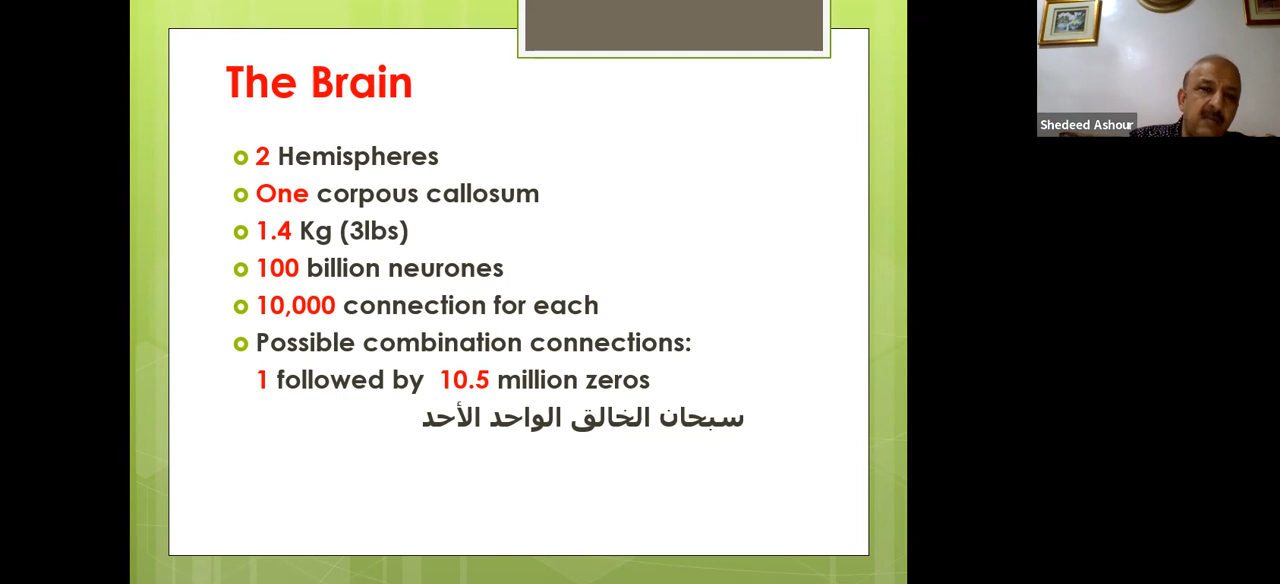 The Brain
2 Hemispheres
One corpous callosum
1.4 Kg (3lbs)
100 billion neurones
10,000 connection for each
Possible combination connections:
1 followed by 10.5 million zeros
سبحان الخالق الواحد الأحد
Shedeed Ashour